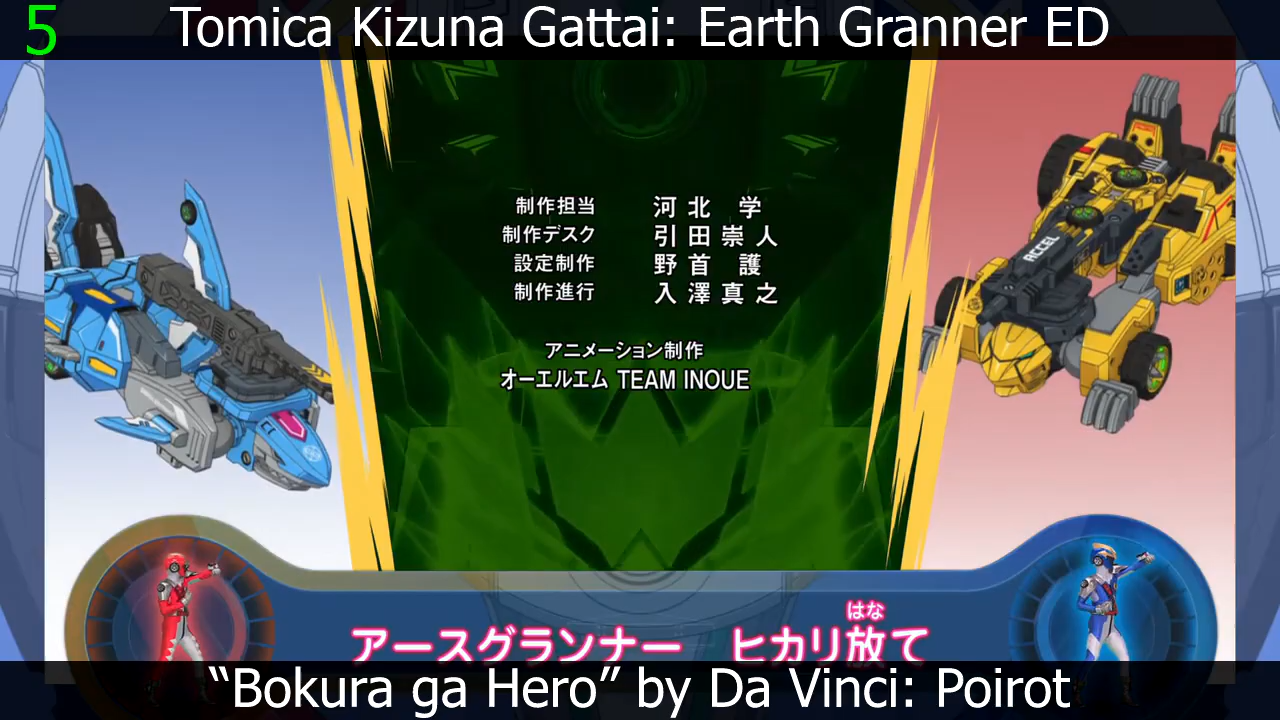 5
Tomica Kizuna Gattai: Earth Granner ED
制作担当 河北 学
制作デスク 引田崇人
設定制作 野首 護
制作進行 入澤真之
アニメーション制作
オーエルエム TEAM INOUE
ACCEL
はな
アースグランナー ヒカリ放て
“Bokura ga Hero” by Da Vinci: Poirot